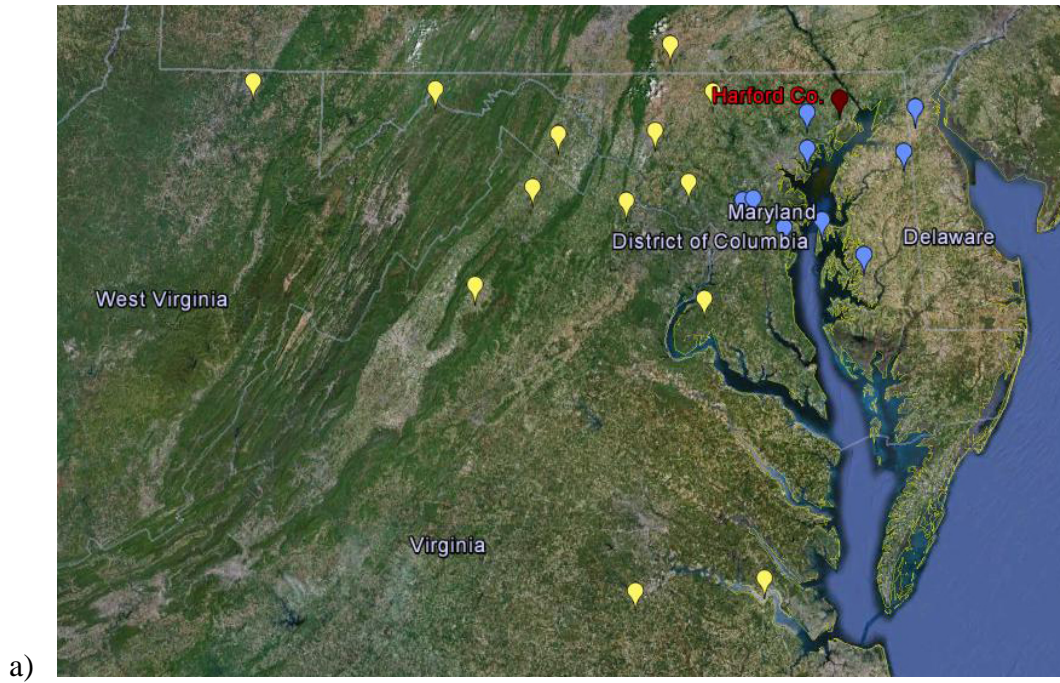 Harford Co.
Maryland
District of Columbia
Delaware
West Virginia
Virginia
a)